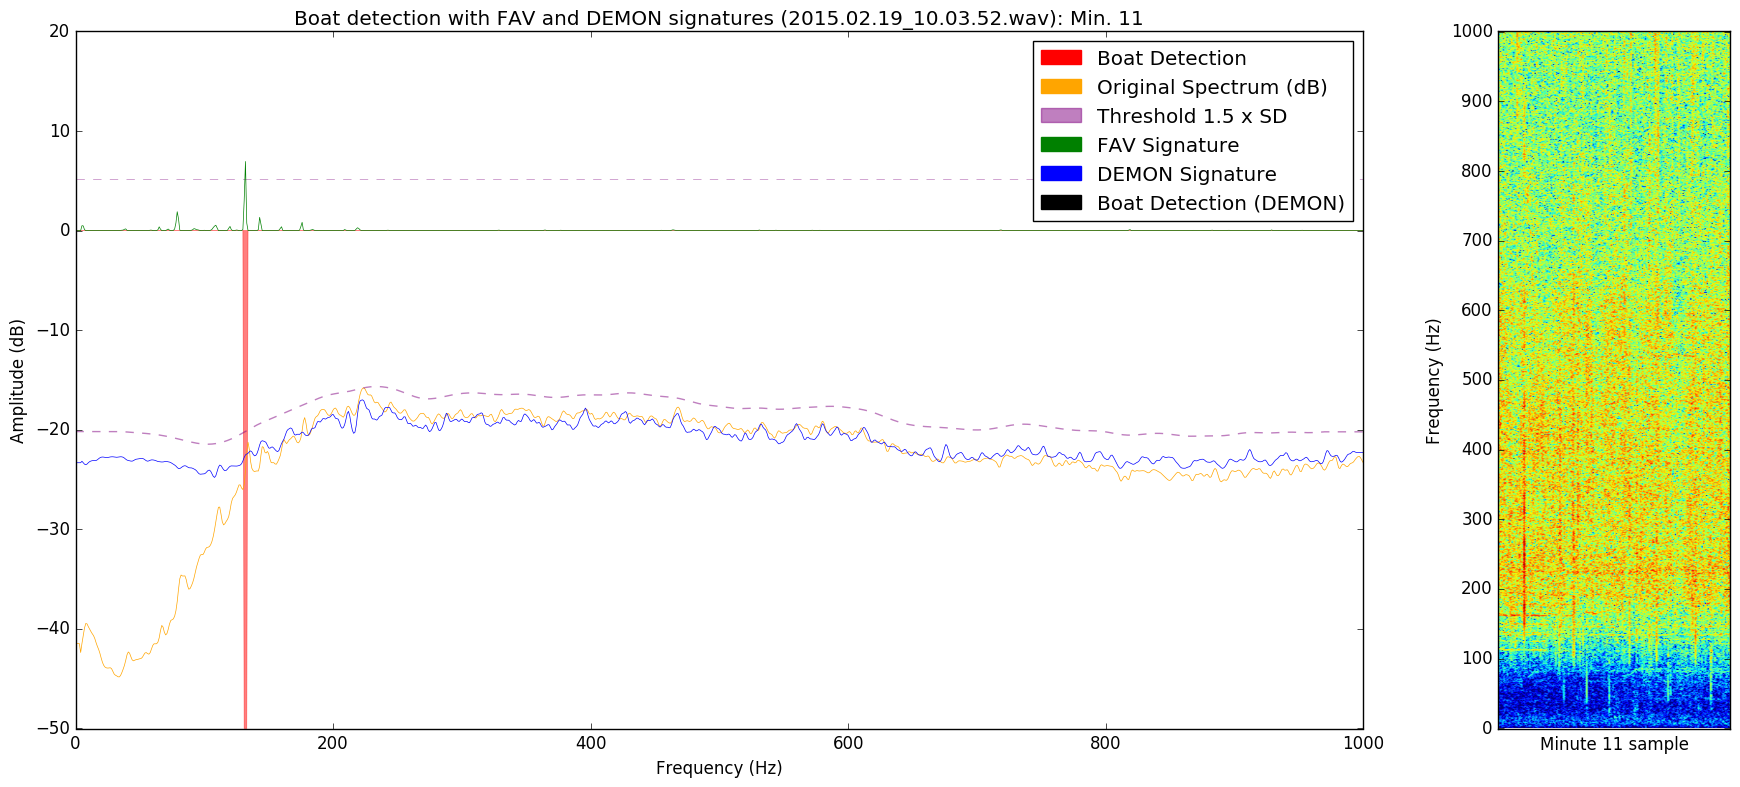 Boat detection with FAV and DEMON signatures (2015.02.19_10.03.52.wav): Min. 11
20
10
0
−10
−20
−30
−40
−50
Amplitude (dB)
0
200
400
600
800
1000
Frequency (Hz)
Boat Detection
Original Spectrum (dB)
Threshold 1.5 x SD
FAV Signature
DEMON Signature
Boat Detection (DEMON)
1000
900
800
700
600
500
400
300
200
100
0
Frequency (Hz)
Minute 11 sample